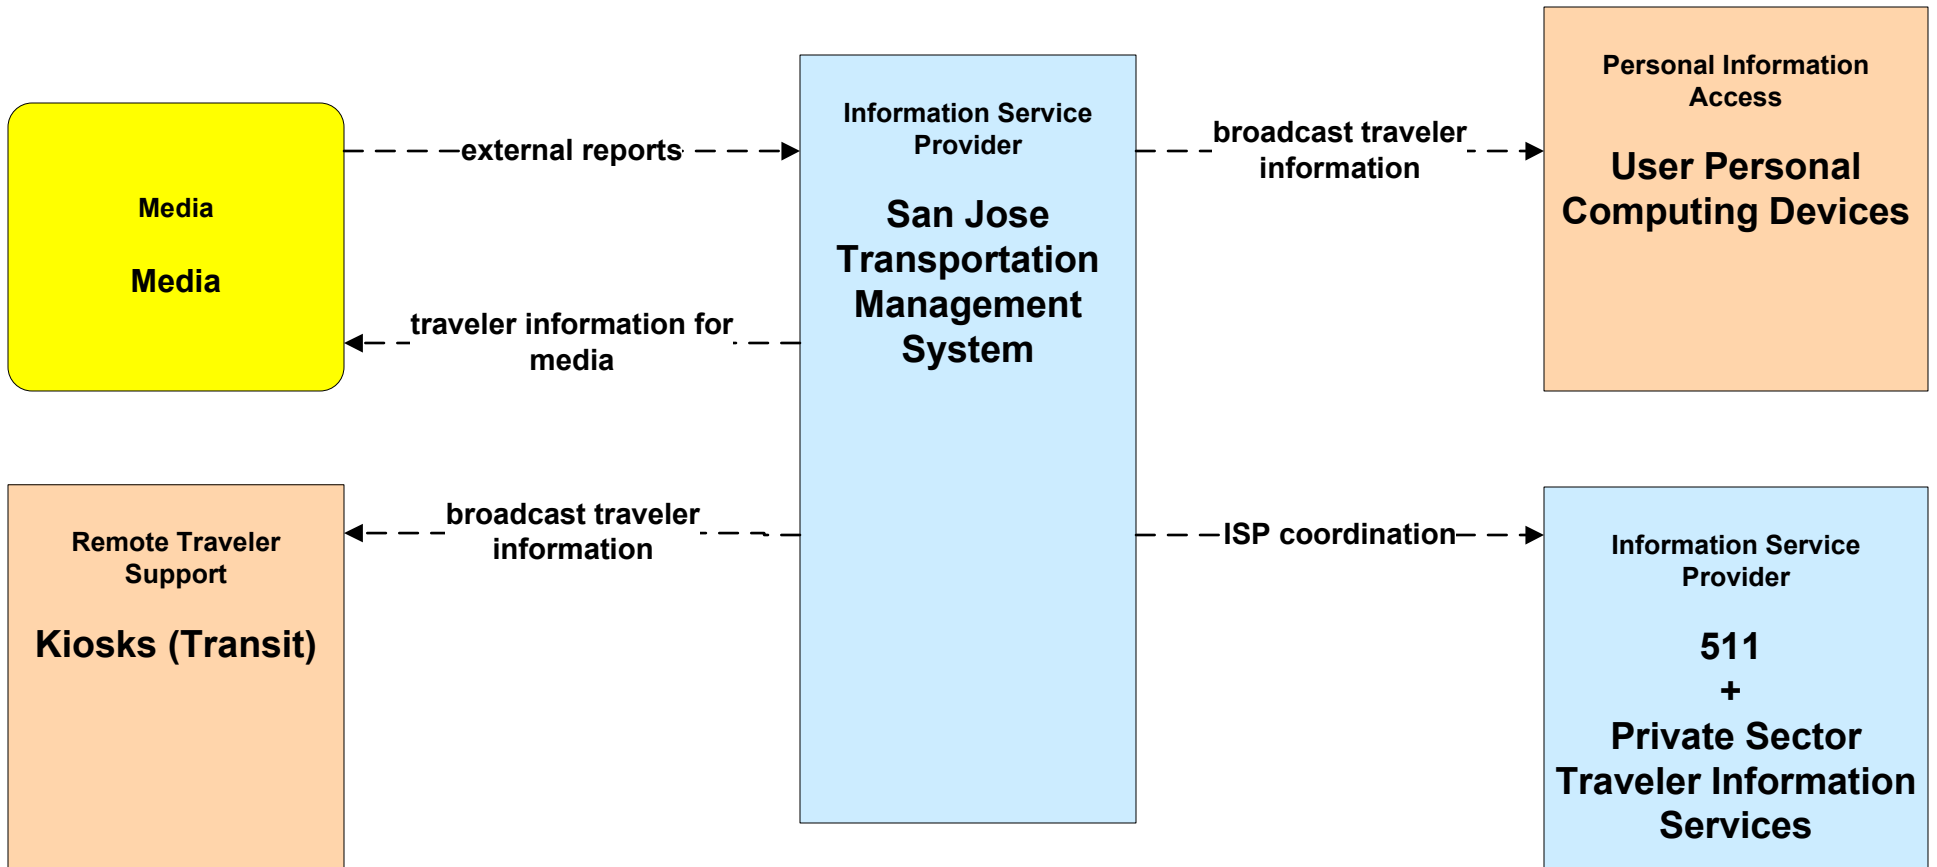 Media
Media
external reports
traveler information for
media
Remote Traveler
Support
Kiosks (Transit)
broadcast traveler
information
Information Service
Provider
San Jose
Transportation
Management
System
broadcast traveler
information
ISP coordination
Personal Information
Access
User Personal
Computing Devices
Information Service
Provider
511
+
Private Sector
Traveler Information
Services